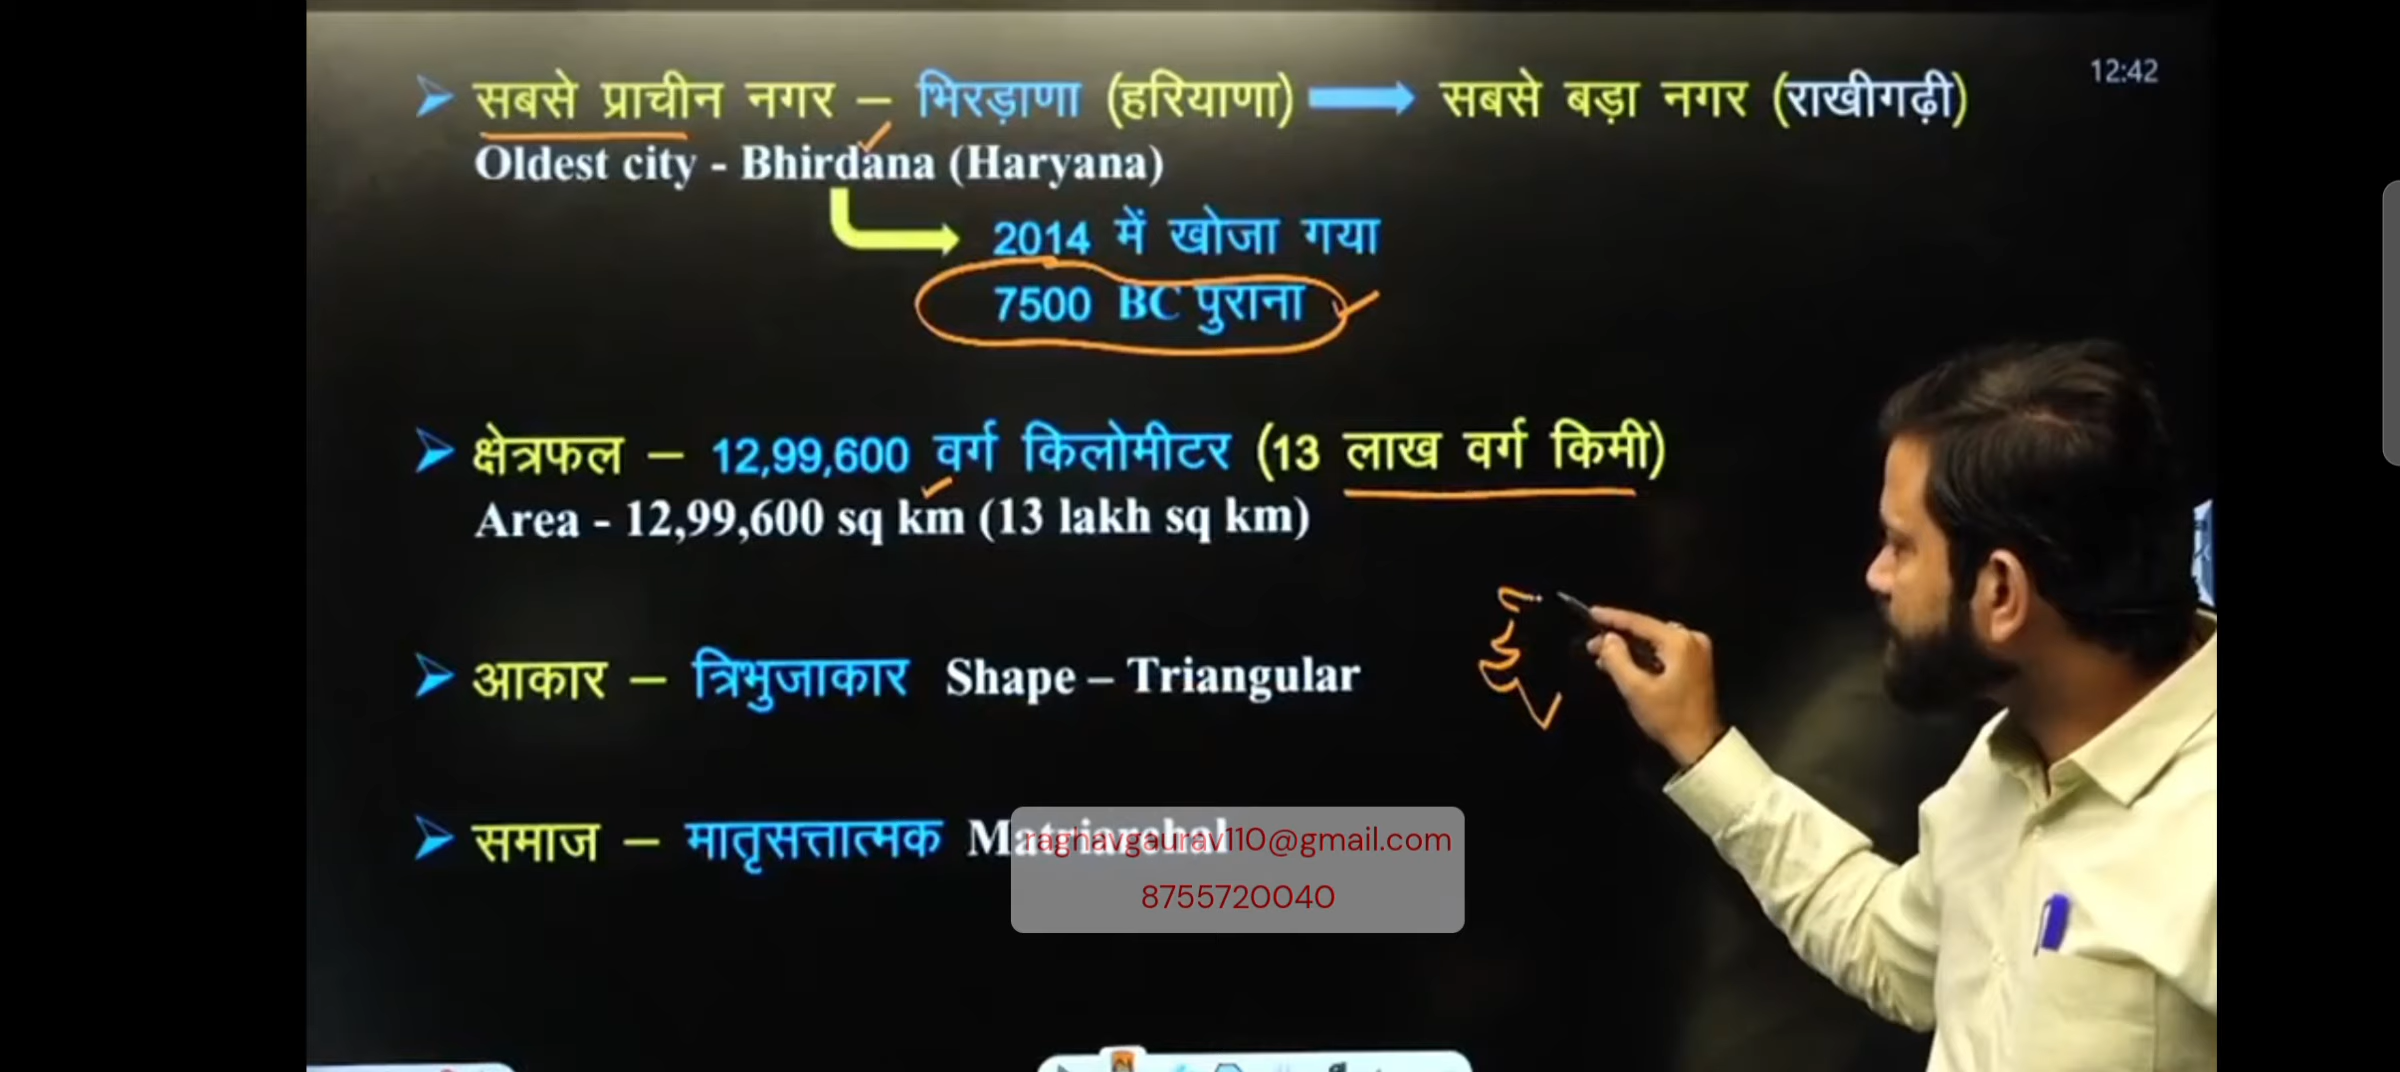 12:42
सबसे प्राचीन नगर – भिरड़ाणा (हरियाणा) सबसे बड़ा नगर (राखीगढ़ी)
Oldest city - Bhirdana (Haryana)
2014 में खोजा गया
7500 BC पुराना
क्षेत्रफल – 12,99,600 वर्ग किलोमीटर (13 लाख वर्ग किमी)
Area - 12,99,600 sq km (13 lakh sq km)
आकार – त्रिभुजाकार Shape – Triangular
समाज – मातृसत्तात्मक Matriarchal
raghavgaurav110@gmail.com
8755720040